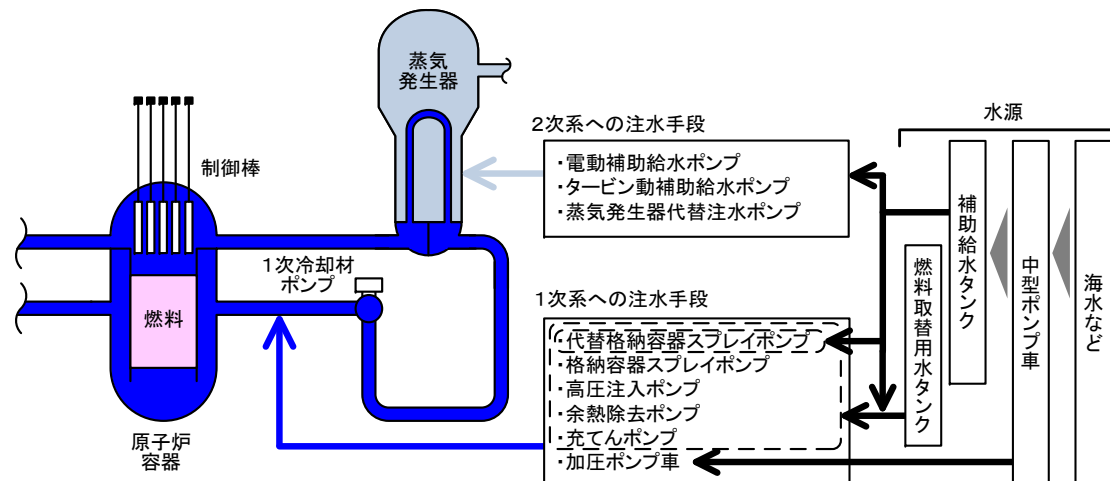 蒸気
発生器
制御棒
1次冷却材
ポンプ
燃料
原子炉
容器
2次系への注水手段
・電動補助給水ポンプ
・タービン動補助給水ポンプ
・蒸気発生器代替注水ポンプ
1次系への注水手段
・代替格納容器スプレイポンプ
・格納容器スプレイポンプ
・高圧注入ポンプ
・余熱除去ポンプ
・充てんポンプ
・加圧ポンプ車
水源
燃料取替用水タンク
補助給水タンク
中型ポンプ車
海水など